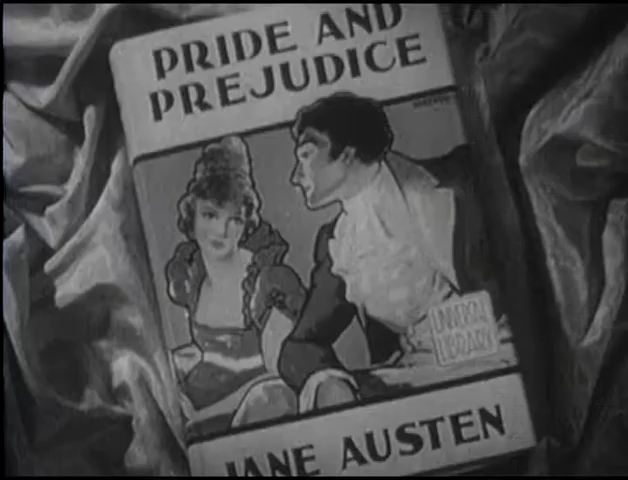 PRIDE AND
PREJUDICE
UNIVERSAL
LIBRARY
JANE AUSTEN